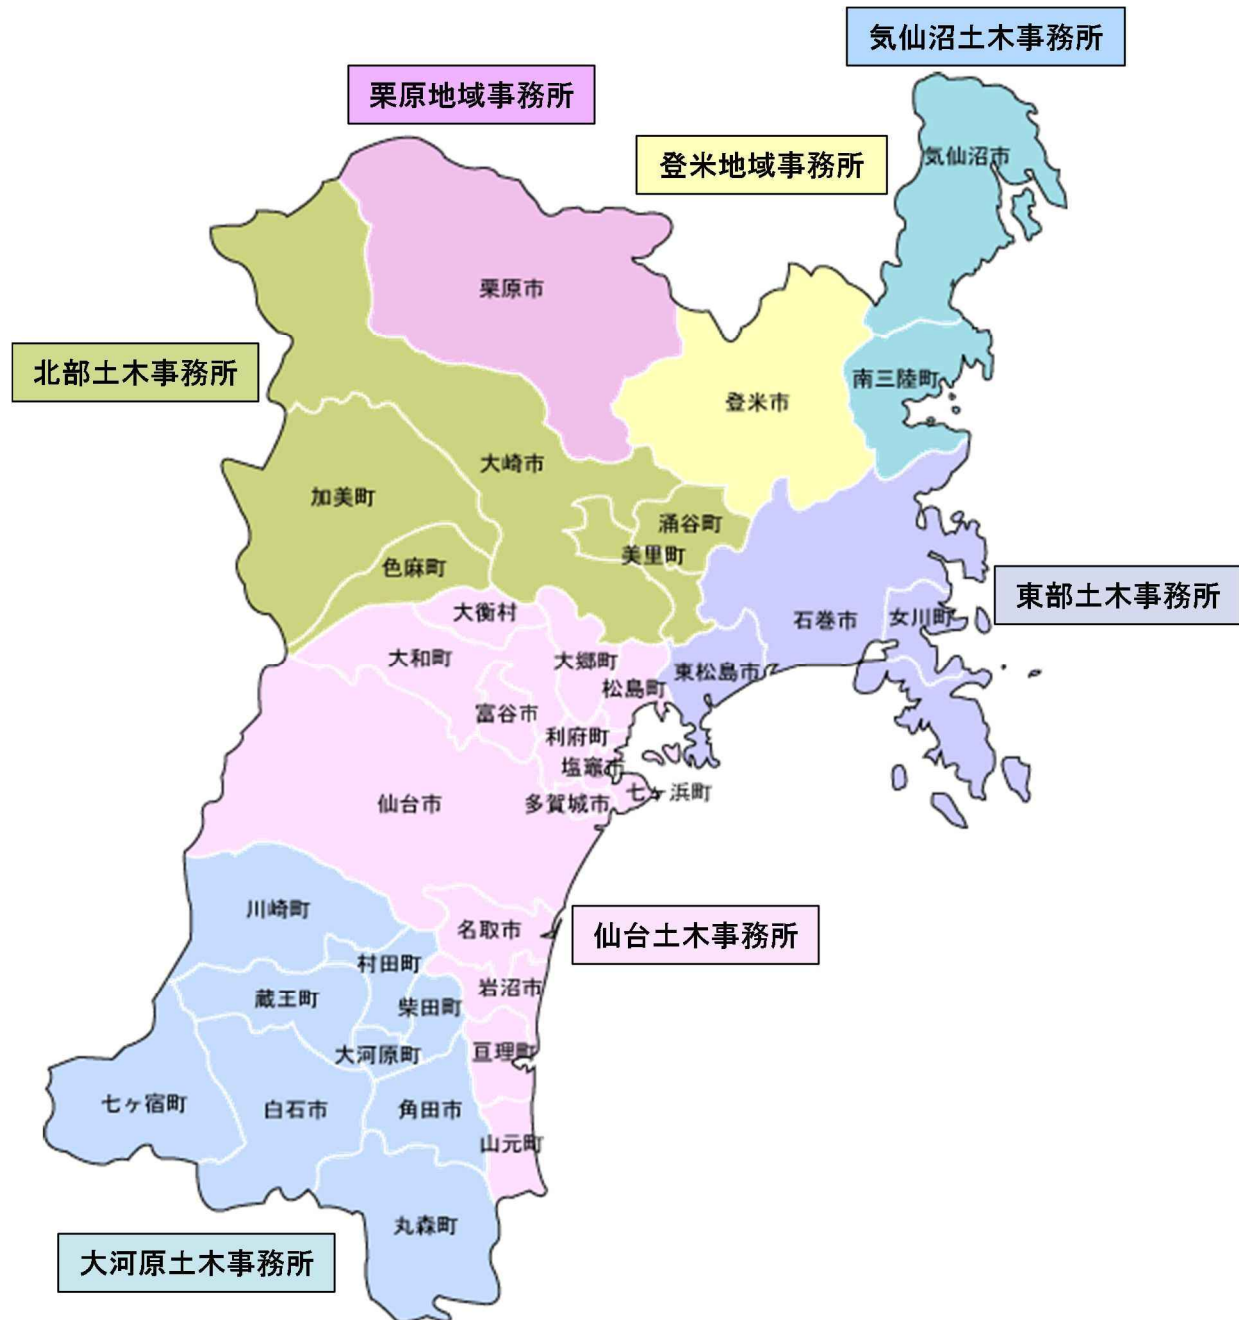 気仙沼土木事務所
栗原地域事務所
登米地域事務所
気仙沼市
栗原市
北部土木事務所
南三陸町
登米市
大崎市
加美町
涌谷町
美里町
色麻町
東部土木事務所
大衡村
石巻市
女川町
大和町
大郷町
東松島市
松島町
富谷市
利府町
塩竈市
七ヶ浜町
仙台市
多賀城市
川崎町
名取市
仙台土木事務所
村田町
岩沼市
蔵王町
柴田町
大河原町
亘理町
七ヶ宿町
白石市
角田市
山元町
丸森町
大河原土木事務所